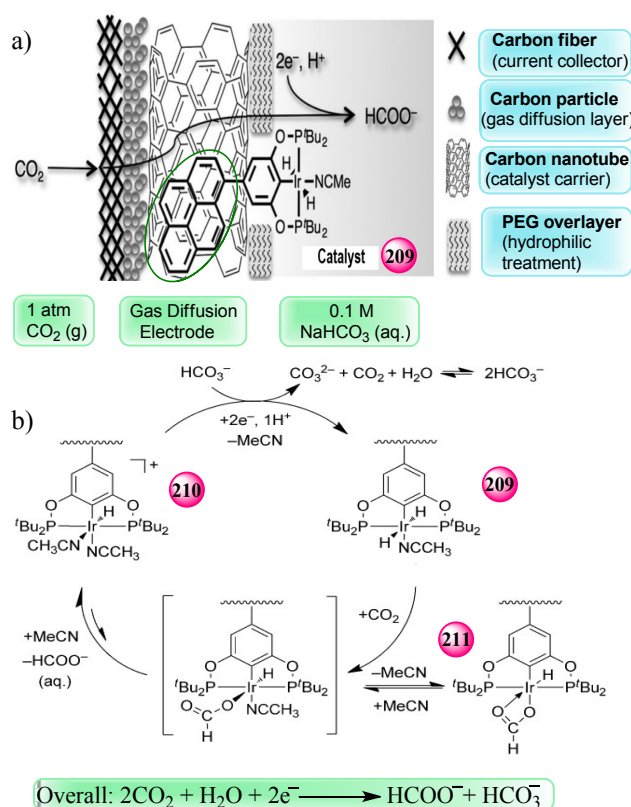 a)
2e⁻, H⁺
CO₂
HCOO⁻
O–PᵗBu₂
H
Ir–NCMe
H
O–PᵗBu₂
Catalyst 209
Carbon fiber
(current collector)
Carbon particle
(gas diffusion layer)
Carbon nanotube
(catalyst carrier)
PEG overlayer
(hydrophilic
treatment)
1 atm
CO₂ (g)
Gas Diffusion
Electrode
0.1 M
NaHCO₃ (aq.)
HCO₃⁻
CO₃²⁻ + CO₂ + H₂O ⇌ 2HCO₃⁻
b)
+2e⁻, 1H⁺
–MeCN
+
210
O H O
ᵗBu₂P Ir PᵗBu₂
CH₃CN
NCCH₃
209
O H O
ᵗBu₂P Ir PᵗBu₂
H
NCCH₃
+CO₂
+MeCN
–HCOO⁻
(aq.)
O H O
ᵗBu₂P Ir PᵗBu₂
O O
H
NCCH₃
–MeCN
+MeCN
211
O H O
ᵗBu₂P Ir PᵗBu₂
O O
H
Overall: 2CO₂ + H₂O + 2e⁻ ⟶ HCOO⁻ + HCO₃⁻